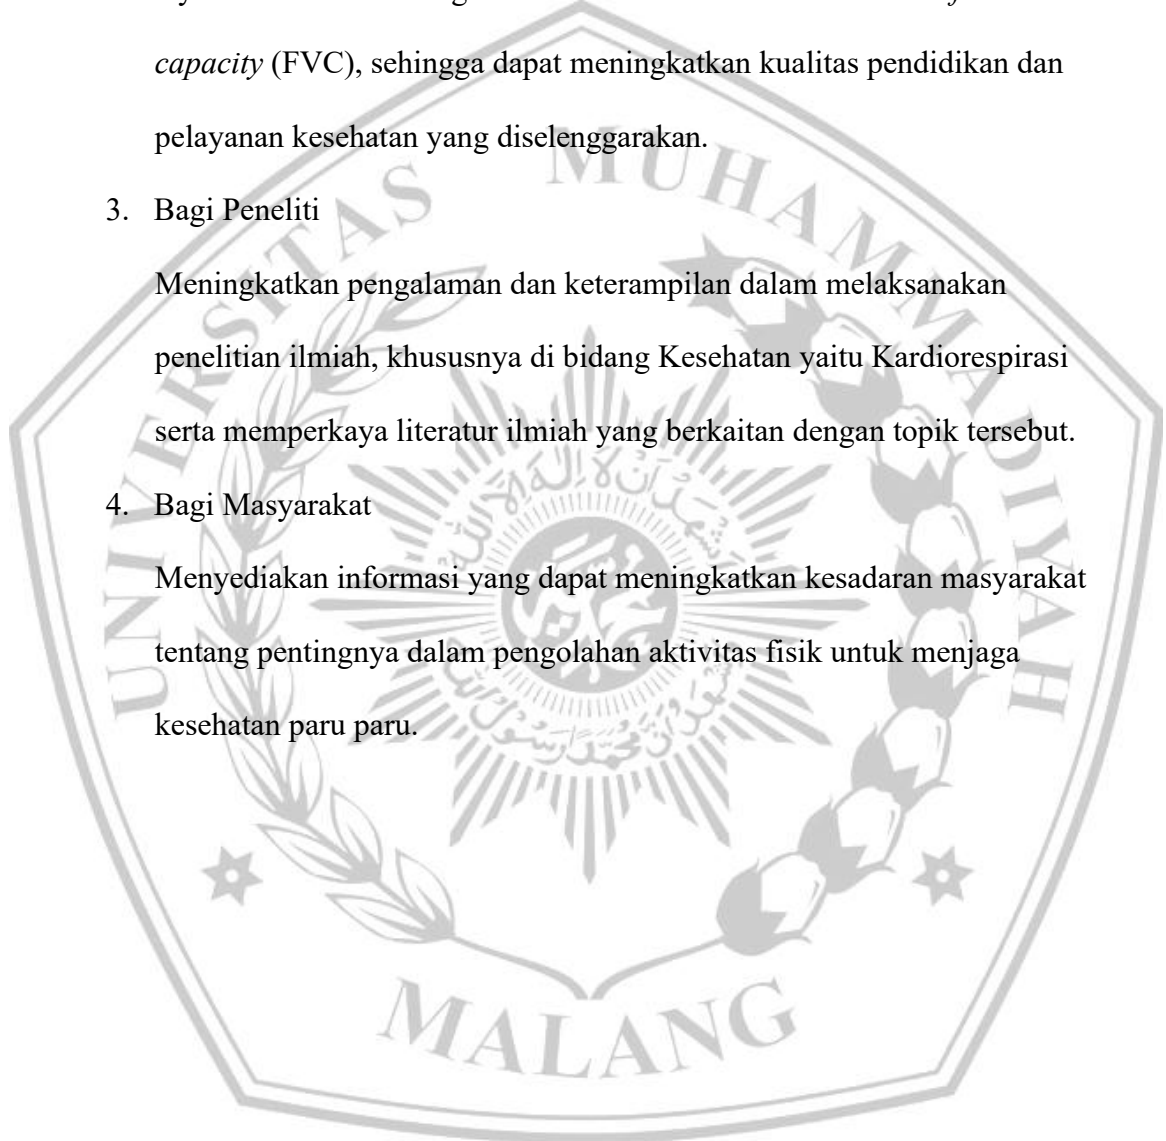 capacity (FVC), sehingga dapat meningkatkan kualitas pendidikan dan
pelayanan kesehatan yang diselenggarakan.
3. Bagi Peneliti
Meningkatkan pengalaman dan keterampilan dalam melaksanakan
penelitian ilmiah, khususnya di bidang Kesehatan yaitu Kardiorespirasi
serta memperkaya literatur ilmiah yang berkaitan dengan topik tersebut.
4. Bagi Masyarakat
Menyediakan informasi yang dapat meningkatkan kesadaran masyarakat
tentang pentingnya dalam pengolahan aktivitas fisik untuk menjaga
kesehatan paru paru.
UNIVERSITAS MUHAMMADIYAH
MALANG